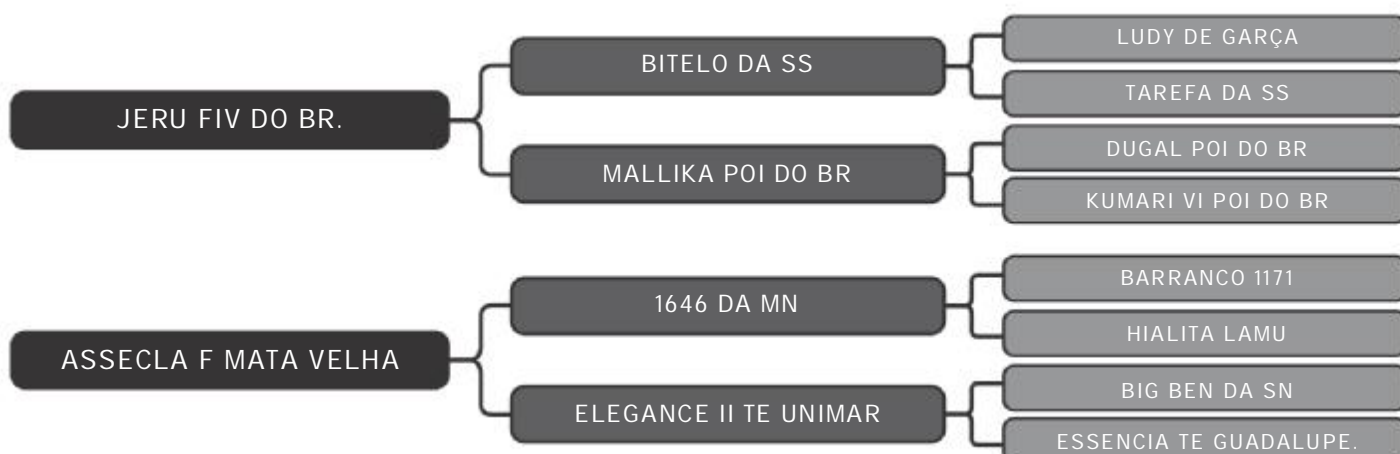 JERU FIV DO BR.
BITELO DA SS
LUDY DE GARÇA
TAREFA DA SS
MALLIKA POI DO BR
DUGAL POI DO BR
KUMARI VI POI DO BR
ASSECLA F MATA VELHA
1646 DA MN
BARRANCO 1171
HIALITA LAMU
ELEGANCE II TE UNIMAR
BIG BEN DA SN
ESSENCIA TE GUADALUPE.